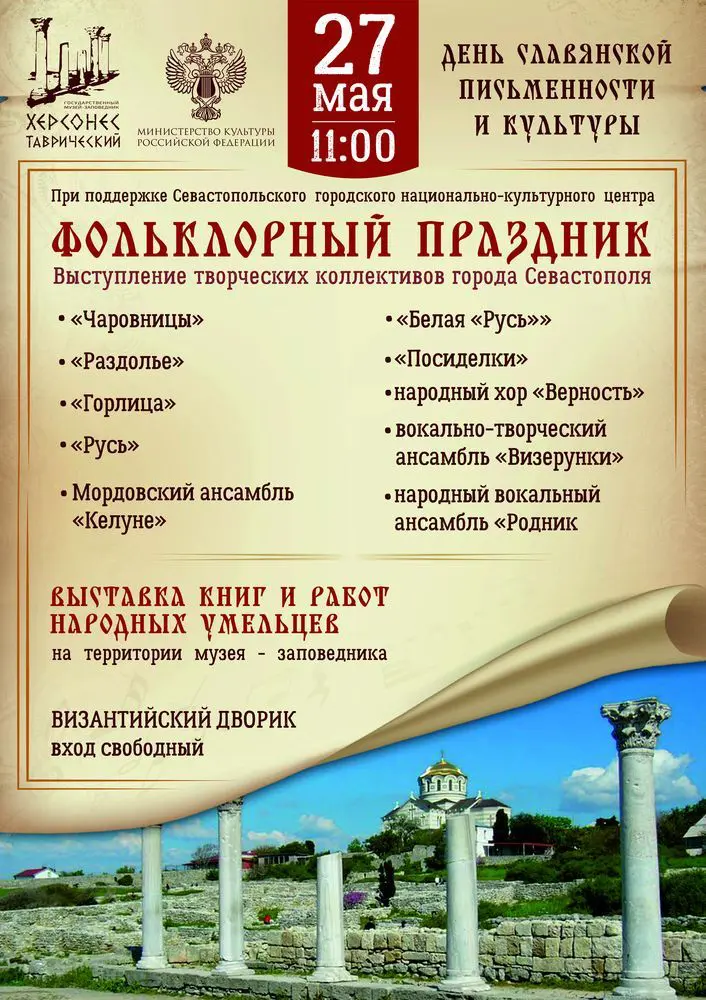 ГОСУДАРСТВЕННЫЙ
МУЗЕЙ-ЗАПОВЕДНИК
ХЕРСОНЕС
ТАВРИЧЕСКИЙ
МИНИСТЕРСТВО КУЛЬТУРЫ
РОССИЙСКОЙ ФЕДЕРАЦИИ
27
мая
11:00
ДЕНЬ СЛАВЯНСКОЙ
ПИСЬМЕННОСТИ
И КУЛЬТУРЫ
При поддержке Севастопольского городского национально-культурного центра
ФОЛЬКЛОРНЫЙ ПРАЗДНИК
Выступление творческих коллективов города Севастополя
• «Чаровницы»
• «Раздолье»
• «Горлица»
• «Русь»
• Мордовский ансамбль
«Келуне»
• «Белая «Русь»»
• «Посиделки»
• народный хор «Верность»
• вокально-творческий
ансамбль «Визерунки»
• народный вокальный
ансамбль «Родник
ВЫСТАВКА КНИГ И РАБОТ
НАРОДНЫХ УМЕЛЬЦЕВ
на территории музея - заповедника
ВИЗАНТИЙСКИЙ ДВОРИК
вход свободный